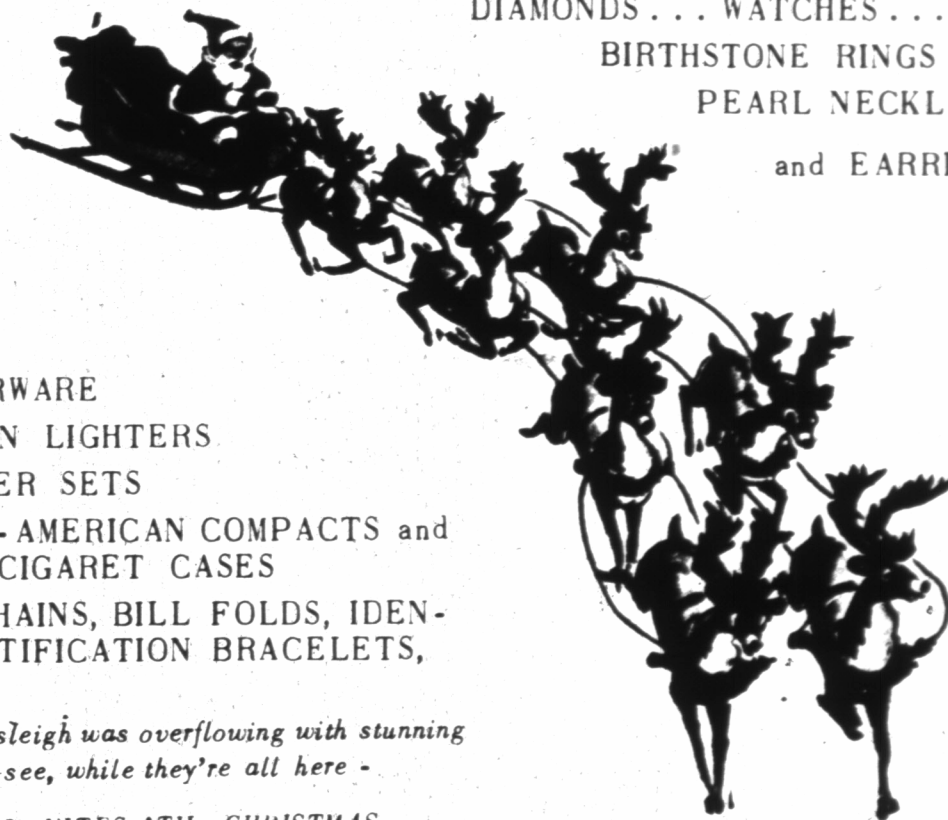 DIAMONDS . . . WATCHES . . .
BIRTHSTONE RINGS
PEARL NECKL
and EARRI
RWARE
N LIGHTERS
ER SETS
- AMERICAN COMPACTS and
CIGARET CASES
HAINS, BILL FOLDS, IDEN-
TIFICATION BRACELETS,
sleigh was overflowing with stunning
see, while they're all here -
CHRISTMAS